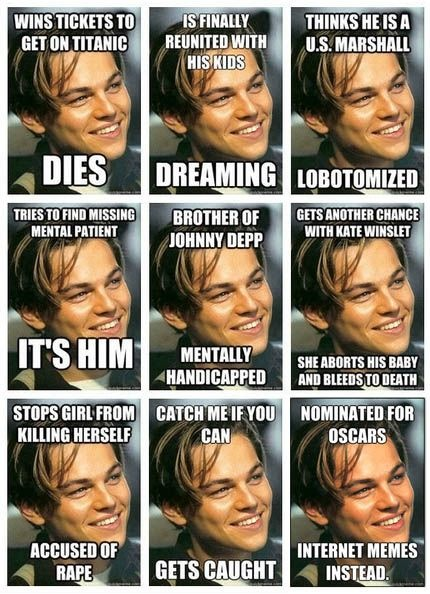 WINS TICKETS TO
GET ON TITANIC
DIES
IS FINALLY
REUNITED WITH
HIS KIDS
DREAMING
THINKS HE IS A
U.S. MARSHALL
LOBOTOMIZED
TRIES TO FIND MISSING
MENTAL PATIENT
IT'S HIM
BROTHER OF
JOHNNY DEPP
MENTALLY
HANDICAPPED
GETS ANOTHER CHANCE
WITH KATE WINSLET
SHE ABORTS HIS BABY
AND BLEEDS TO DEATH
STOPS GIRL FROM
KILLING HERSELF
ACCUSED OF
RAPE
CATCH ME IF YOU
CAN
GETS CAUGHT
NOMINATED FOR
OSCARS
INTERNET MEMES
INSTEAD.